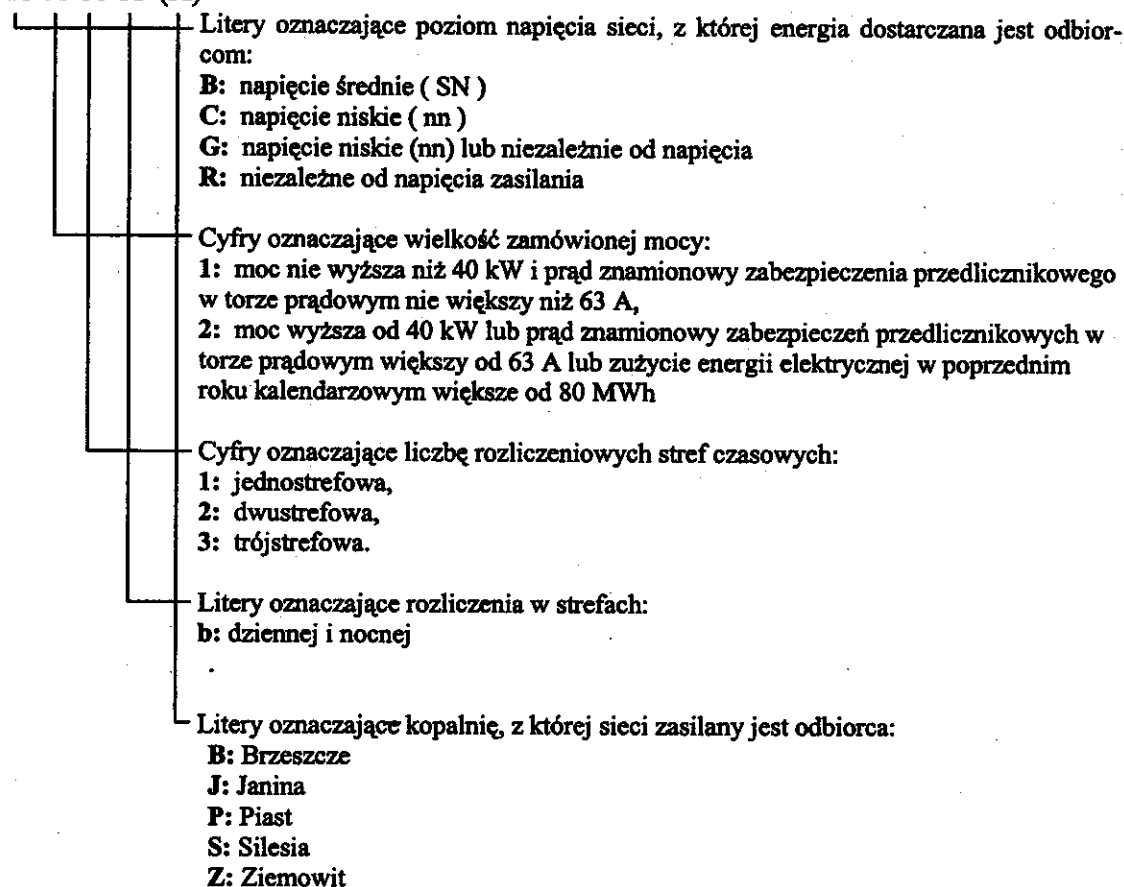 Litery oznaczające poziom napięcia sieci, z której energia dostarczana jest odbior-
com:
B: napięcie średnie ( SN )
C: napięcie niskie ( nn )
G: napięcie niskie (nn) lub niezależnie od napięcia
R: niezależne od napięcia zasilania
Cyfry oznaczające wielkość zamówionej mocy:
1: moc nie wyższa niż 40 kW i prąd znamionowy zabezpieczenia przedlicznikowego
w torze prądowym nie większy niż 63 A,
2: moc wyższa od 40 kW lub prąd znamionowy zabezpieczeń przedlicznikowych w
torze prądowym większy od 63 A lub zużycie energii elektrycznej w poprzednim
roku kalendarzowym większe od 80 MWh
Cyfry oznaczające liczbę rozliczeniowych stref czasowych:
1: jednostrefowa,
2: dwustrefowa,
3: trójstrefowa.
Litery oznaczające rozliczenia w strefach:
b: dziennej i nocnej
Litery oznaczające kopalnię, z której sieci zasilany jest odbiorca:
B: Brzeszcze
J: Janina
P: Piast
S: Silesia
Z: Ziemowit